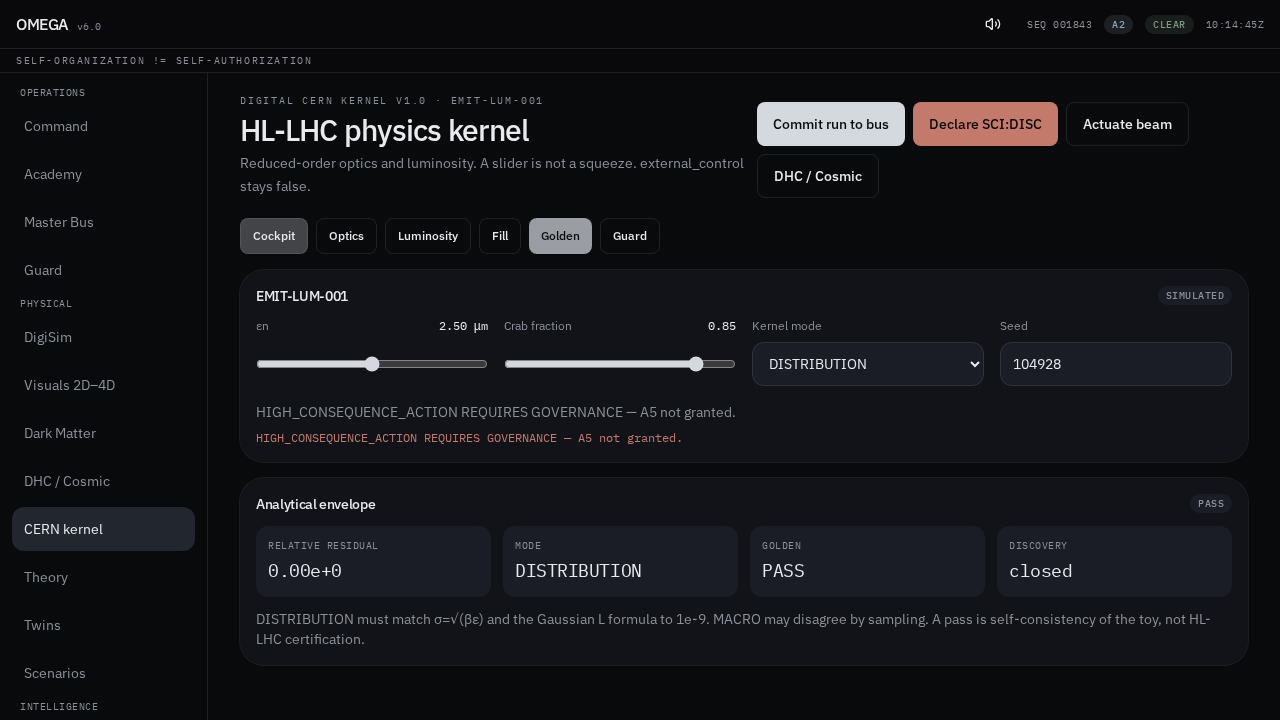 OMEGA v6.0
SEQ 001843 A2 CLEAR 10:14:45Z
SELF-ORGANIZATION != SELF-AUTHORIZATION
OPERATIONS
Command
Academy
Master Bus
Guard
PHYSICAL
DigiSim
Visuals 2D–4D
Dark Matter
DHC / Cosmic
CERN kernel
Theory
Twins
Scenarios
INTELLIGENCE
DIGITAL CERN KERNEL V1.0 · EMIT-LUM-001
HL-LHC physics kernel
Reduced-order optics and luminosity. A slider is not a squeeze. external_control
stays false.
Commit run to bus
Declare SCI:DISC
Actuate beam
DHC / Cosmic
Cockpit
Optics
Luminosity
Fill
Golden
Guard
EMIT-LUM-001
SIMULATED
εn 2.50 µm
Crab fraction 0.85
Kernel mode
DISTRIBUTION
Seed
104928
HIGH_CONSEQUENCE_ACTION REQUIRES GOVERNANCE — A5 not granted.
HIGH_CONSEQUENCE_ACTION REQUIRES GOVERNANCE — A5 not granted.
Analytical envelope
PASS
RELATIVE RESIDUAL
0.00e+0
MODE
DISTRIBUTION
GOLDEN
PASS
DISCOVERY
closed
DISTRIBUTION must match σ=√(βε) and the Gaussian L formula to 1e-9. MACRO may disagree by sampling. A pass is self-consistency of the toy, not HL-
LHC certification.